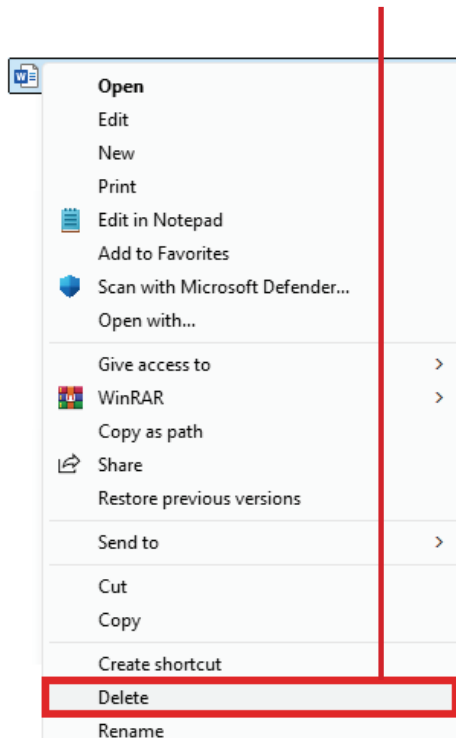 Open
Edit
New
Print
Edit in Notepad
Add to Favorites
Scan with Microsoft Defender...
Open with...
Give access to
WinRAR
Copy as path
Share
Restore previous versions
Send to
Cut
Copy
Create shortcut
Delete
Rename